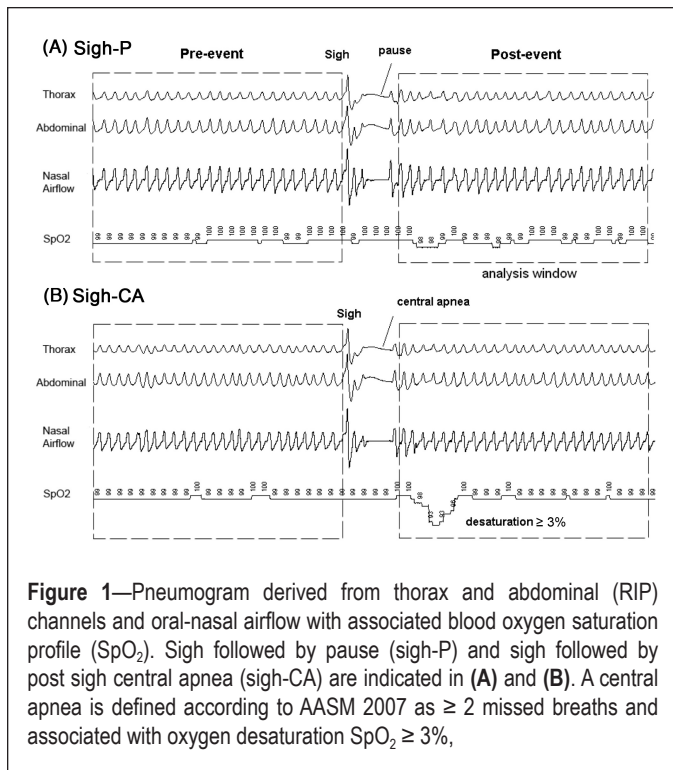 (A) Sigh-P
Pre-event
Sigh
pause
Post-event
Thorax
Abdominal
Nasal
Airflow
SpO2
analysis window
(B) Sigh-CA
Sigh
central apnea
Thorax
Abdominal
Nasal
Airflow
SpO2
desaturation ≥ 3%
Figure 1—Pneumogram derived from thorax and abdominal (RIP)
channels and oral-nasal airflow with associated blood oxygen saturation
profile (SpO₂). Sigh followed by pause (sigh-P) and sigh followed by
post sigh central apnea (sigh-CA) are indicated in (A) and (B). A central
apnea is defined according to AASM 2007 as ≥ 2 missed breaths and
associated with oxygen desaturation SpO₂ ≥ 3%,